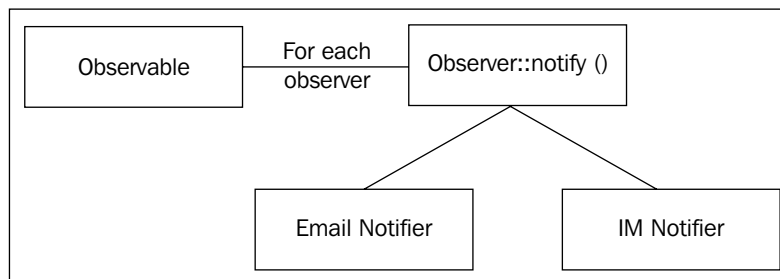 Observable
For each
observer
Observer::notify ()
Email Notifier
IM Notifier